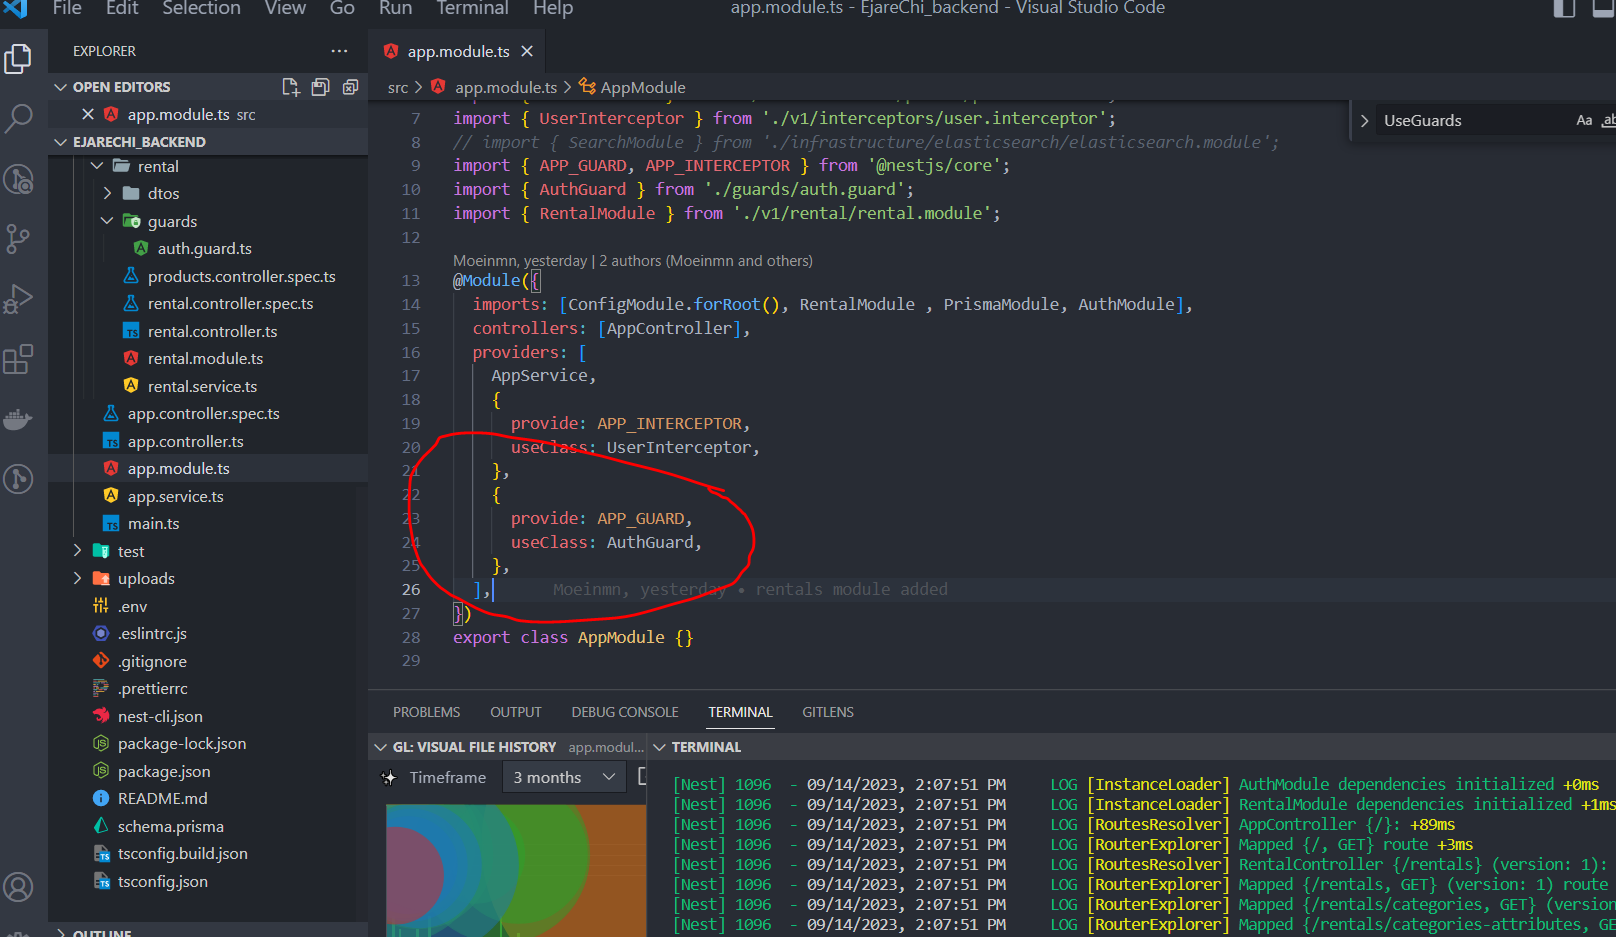 File Edit Selection View Go Run Terminal Help
app.module.ts - EjareChi_backend - Visual Studio Code
EXPLORER
OPEN EDITORS
app.module.ts src
EJARECHI_BACKEND
rental
dtos
guards
auth.guard.ts
products.controller.spec.ts
rental.controller.spec.ts
rental.controller.ts
rental.module.ts
rental.service.ts
app.controller.spec.ts
app.controller.ts
app.module.ts
app.service.ts
main.ts
test
uploads
.env
.eslintrc.js
.gitignore
.prettierrc
nest-cli.json
package-lock.json
package.json
README.md
schema.prisma
tsconfig.build.json
tsconfig.json
OUTLINE
app.module.ts
src > app.module.ts > AppModule
UseGuards Aa ab
7 import { UserInterceptor } from './v1/interceptors/user.interceptor';
8 // import { SearchModule } from './infrastructure/elasticsearch/elasticsearch.module';
9 import { APP_GUARD, APP_INTERCEPTOR } from '@nestjs/core';
10 import { AuthGuard } from './guards/auth.guard';
11 import { RentalModule } from './v1/rental/rental.module';
12
Moeinmn, yesterday | 2 authors (Moeinmn and others)
13 @Module({
14 imports: [ConfigModule.forRoot(), RentalModule , PrismaModule, AuthModule],
15 controllers: [AppController],
16 providers: [
17 AppService,
18 {
19 provide: APP_INTERCEPTOR,
20 useClass: UserInterceptor,
21 },
22 {
23 provide: APP_GUARD,
24 useClass: AuthGuard,
25 },
26 ], Moeinmn, yesterday • rentals module added
27 })
28 export class AppModule {}
29
PROBLEMS OUTPUT DEBUG CONSOLE TERMINAL GITLENS
GL: VISUAL FILE HISTORY app.modul...
Timeframe 3 months
TERMINAL
[Nest] 1096 - 09/14/2023, 2:07:51 PM LOG [InstanceLoader] AuthModule dependencies initialized +0ms
[Nest] 1096 - 09/14/2023, 2:07:51 PM LOG [InstanceLoader] RentalModule dependencies initialized +1ms
[Nest] 1096 - 09/14/2023, 2:07:51 PM LOG [RoutesResolver] AppController {/}: +89ms
[Nest] 1096 - 09/14/2023, 2:07:51 PM LOG [RouterExplorer] Mapped {/, GET} route +3ms
[Nest] 1096 - 09/14/2023, 2:07:51 PM LOG [RoutesResolver] RentalController {/rentals} (version: 1):
[Nest] 1096 - 09/14/2023, 2:07:51 PM LOG [RouterExplorer] Mapped {/rentals, GET} (version: 1) route
[Nest] 1096 - 09/14/2023, 2:07:51 PM LOG [RouterExplorer] Mapped {/rentals/categories, GET} (version
[Nest] 1096 - 09/14/2023, 2:07:51 PM LOG [RouterExplorer] Mapped {/rentals/categories-attributes, GE